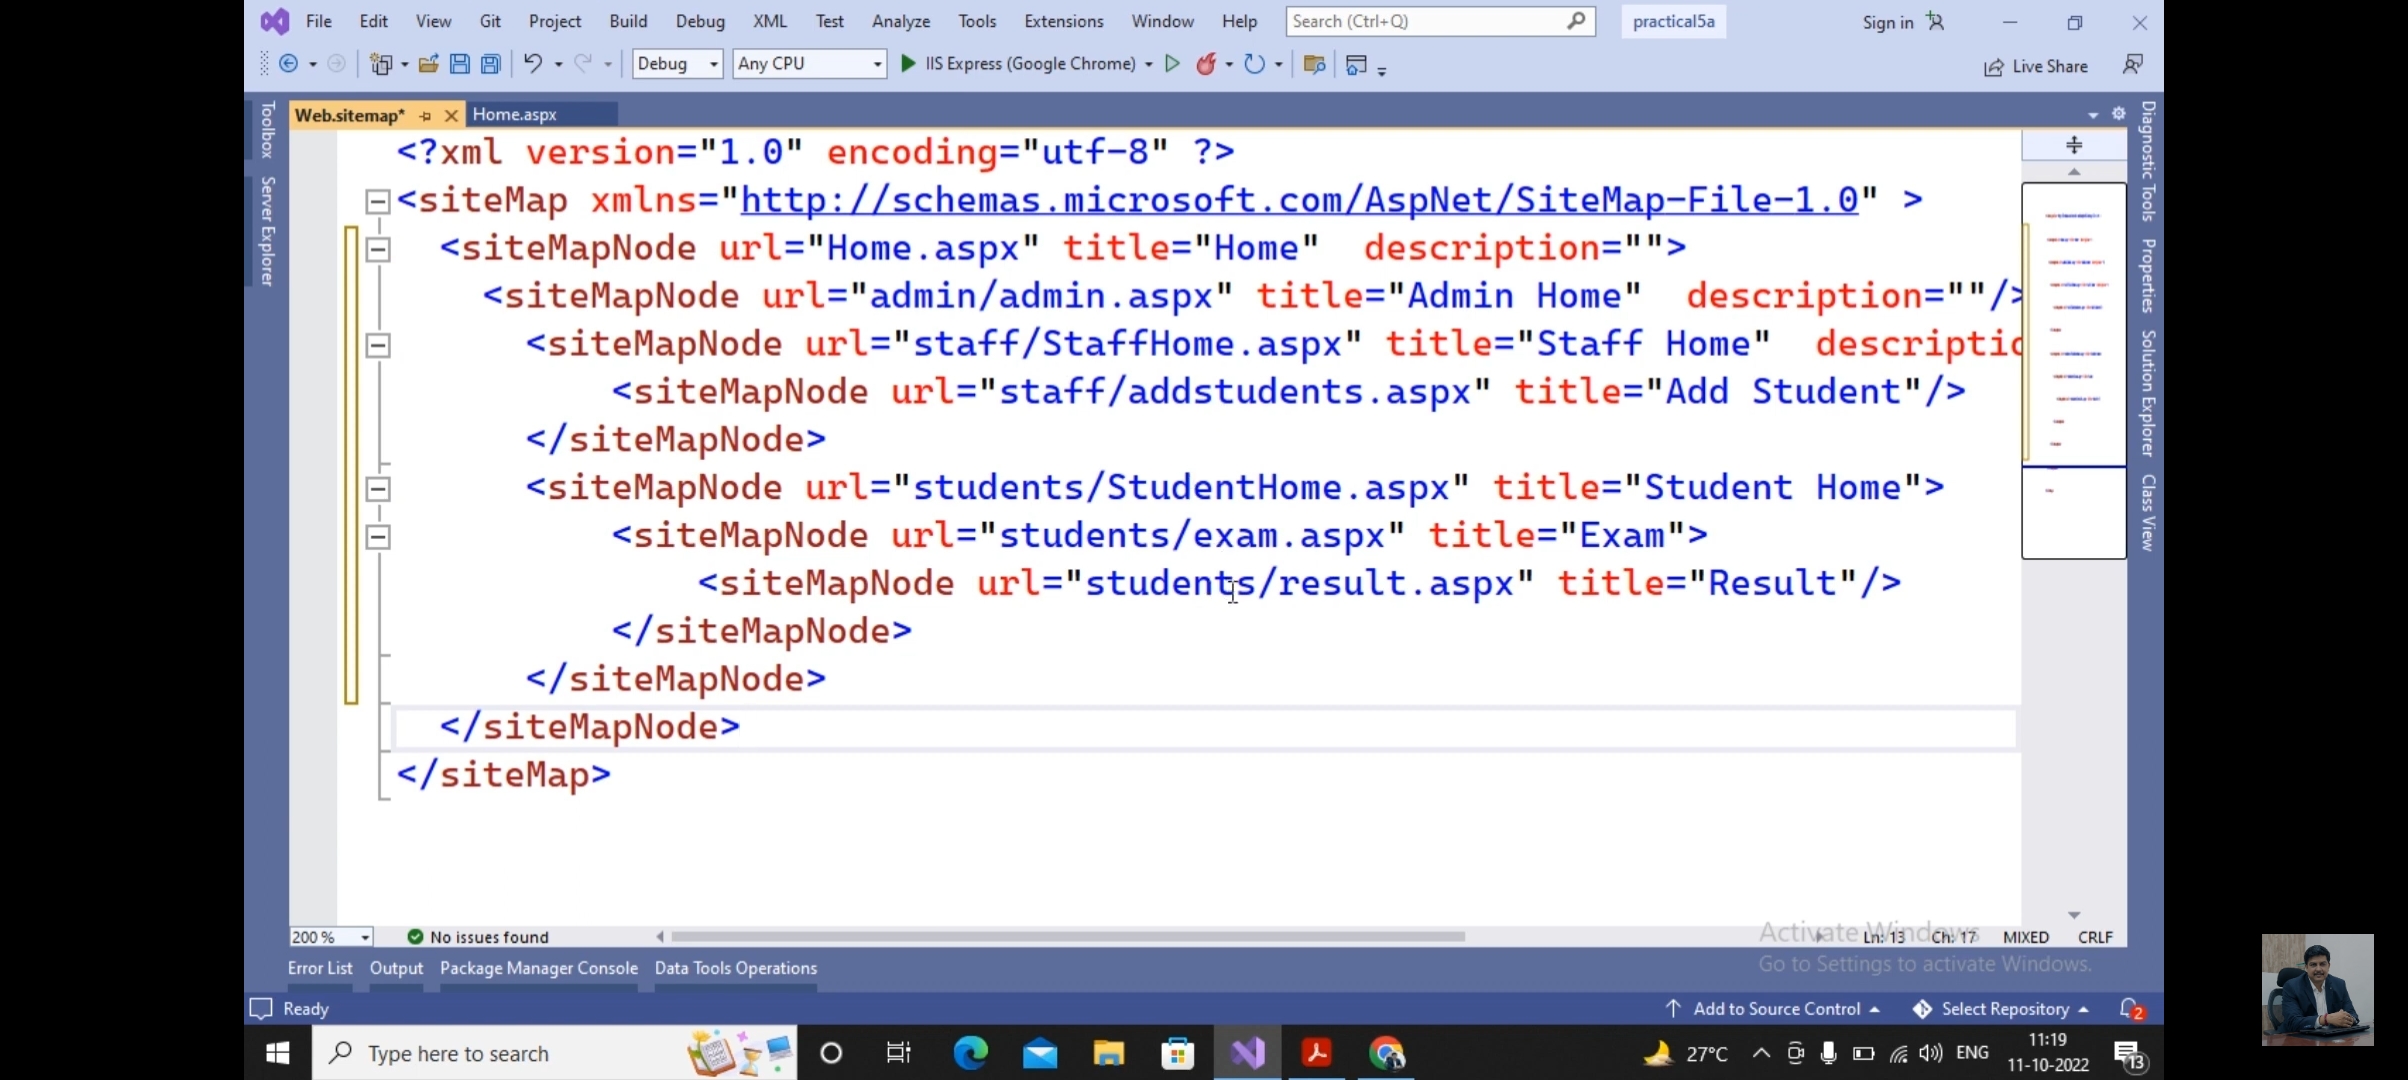 File Edit View Git Project Build Debug XML Test Analyze Tools Extensions Window Help Search (Ctrl+Q) practical5a Sign in
Debug Any CPU IIS Express (Google Chrome) Live Share
Toolbox
Server Explorer
Web.sitemap* Home.aspx
<?xml version="1.0" encoding="utf-8" ?>
<siteMap xmlns="http://schemas.microsoft.com/AspNet/SiteMap-File-1.0" >
<siteMapNode url="Home.aspx" title="Home"  description="">
<siteMapNode url="admin/admin.aspx" title="Admin Home"  description=""/>
<siteMapNode url="staff/StaffHome.aspx" title="Staff Home"  descriptio
<siteMapNode url="staff/addstudents.aspx" title="Add Student"/>
</siteMapNode>
<siteMapNode url="students/StudentHome.aspx" title="Student Home">
<siteMapNode url="students/exam.aspx" title="Exam">
<siteMapNode url="students/result.aspx" title="Result"/>
</siteMapNode>
</siteMapNode>
</siteMapNode>
</siteMap>
Diagnostic Tools
Properties
Solution Explorer
Class View
200 % No issues found Ln: 13 Ch: 17 MIXED CRLF
Activate Windows
Go to Settings to activate Windows.
Error List Output Package Manager Console Data Tools Operations
Ready Add to Source Control Select Repository 2
Type here to search 27°C ENG 11:19
11-10-2022 13